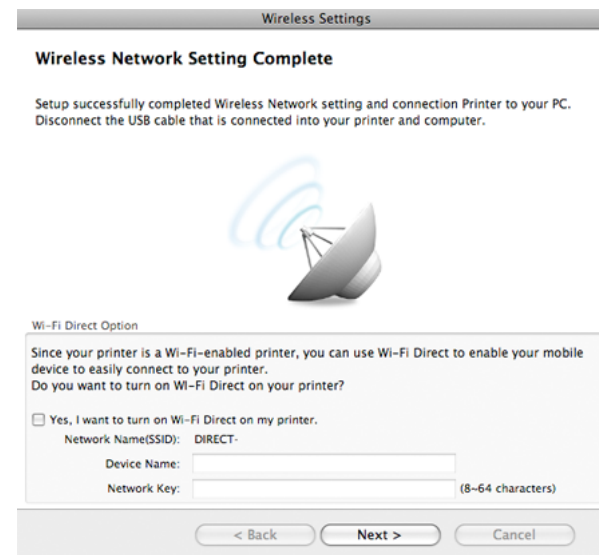 Wireless Settings
Wireless Network Setting Complete
Setup successfully completed Wireless Network setting and connection Printer to your PC.
Disconnect the USB cable that is connected into your printer and computer.
Wi-Fi Direct Option
Since your printer is a Wi-Fi-enabled printer, you can use Wi-Fi Direct to enable your mobile
device to easily connect to your printer.
Do you want to turn on WI-Fi Direct on your printer?
Yes, I want to turn on Wi-Fi Direct on my printer.
Network Name(SSID): DIRECT-
Device Name:
Network Key: (8~64 characters)
< Back Next > Cancel